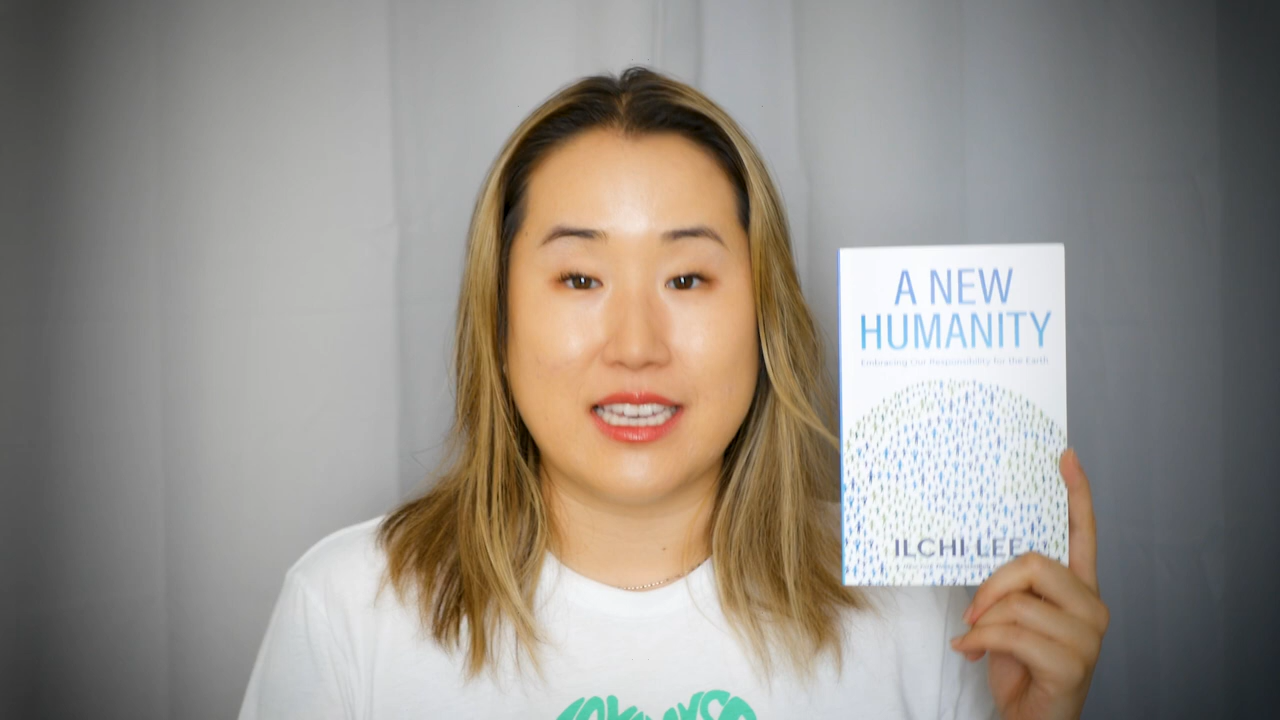 A NEW
HUMANITY
Embracing Our Responsibility for the Earth
ILCHI LEE